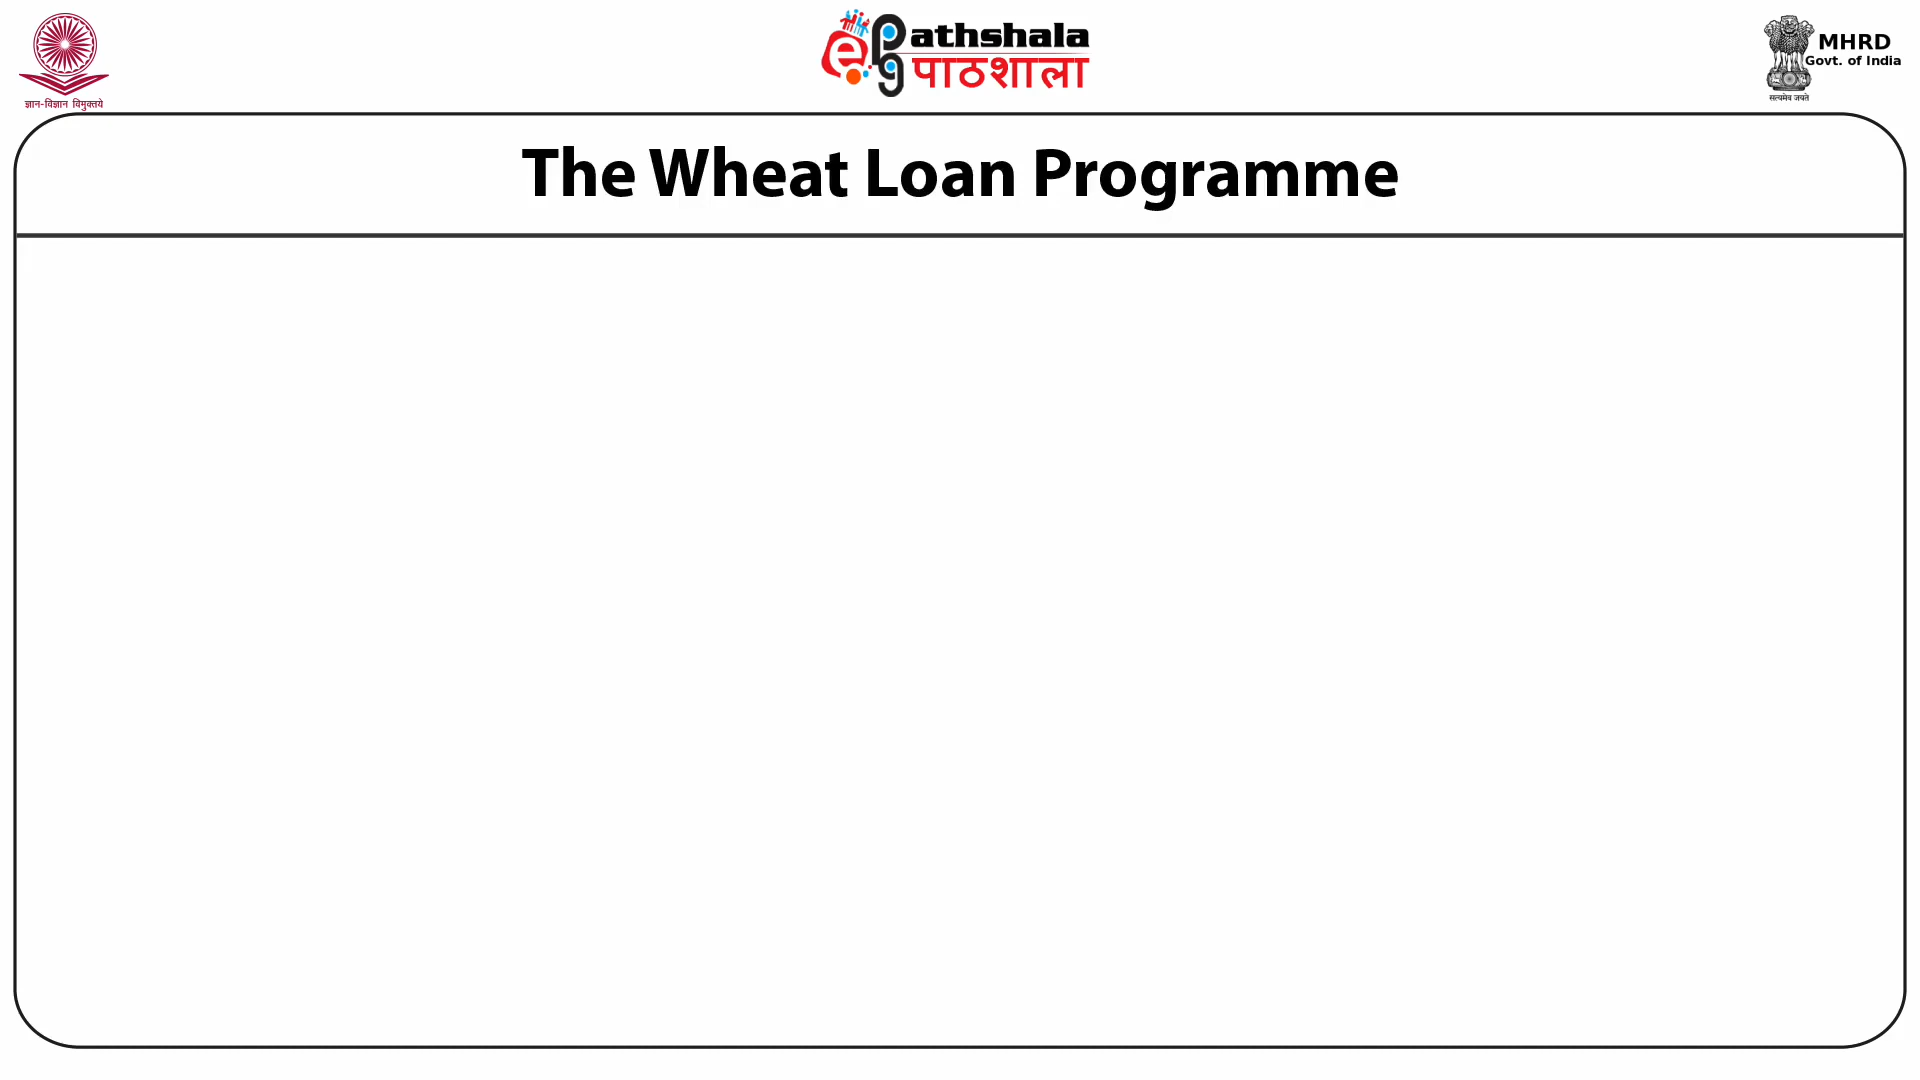 ज्ञान-विज्ञान विमुक्तये
e Pathshala
पाठशाला
MHRD
Govt. of India
सत्यमेव जयते
The Wheat Loan Programme